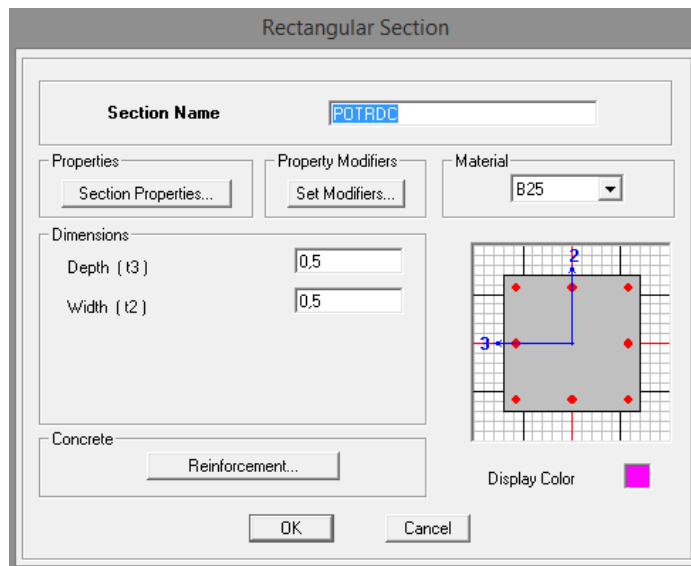 Rectangular Section
Section Name POTRDC
Properties Property Modifiers Material
Section Properties... Set Modifiers... B25
Dimensions
Depth ( t3 ) 0,5
Width ( t2 ) 0,5
2
3
Concrete
Reinforcement...
Display Color
OK Cancel